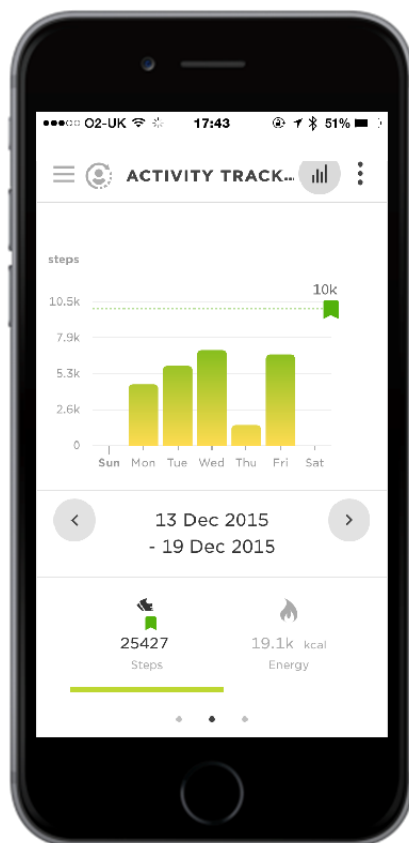 O2-UK 17:43 51%
ACTIVITY TRACK...
steps
10k
10.5k
7.9k
5.3k
2.6k
0
Sun Mon Tue Wed Thu Fri Sat
13 Dec 2015
- 19 Dec 2015
25427 19.1k kcal
Steps Energy